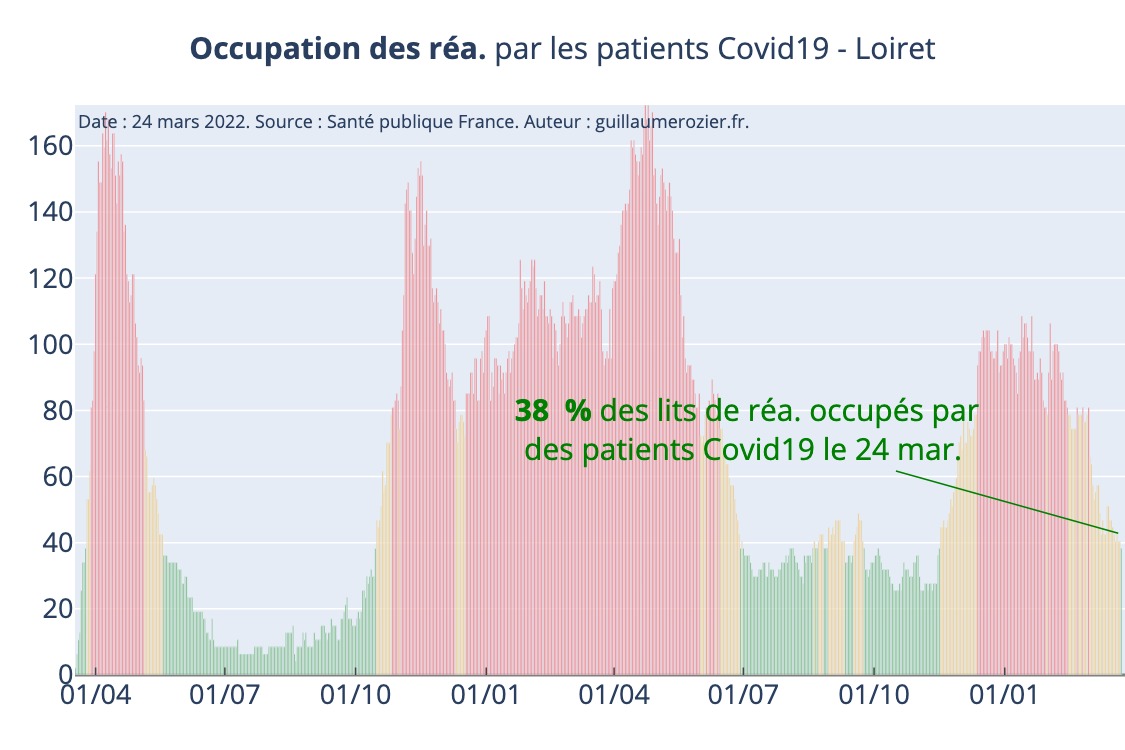 Occupation des réa. par les patients Covid19 - Loiret
Date : 24 mars 2022. Source : Santé publique France. Auteur : guillaumerozier.fr.
160
140
120
100
80
60
40
20
0
38 % des lits de réa. occupés par
des patients Covid19 le 24 mar.
01/04 01/07 01/10 01/01 01/04 01/07 01/10 01/01